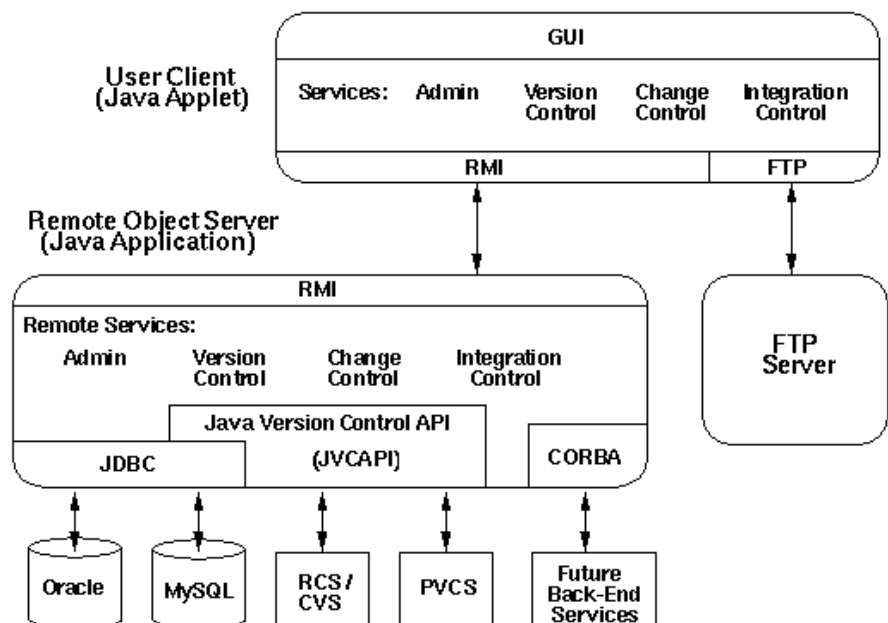 GUI
User Client
(Java Applet)
Services: Admin Version Control Change Control Integration Control
RMI FTP
Remote Object Server
(Java Application)
RMI
Remote Services:
Admin Version Control Change Control Integration Control
Java Version Control API
(JVCAPI)
JDBC
CORBA
FTP
Server
Oracle
MySQL
RCS /
CVS
PVCS
Future
Back-End
Services